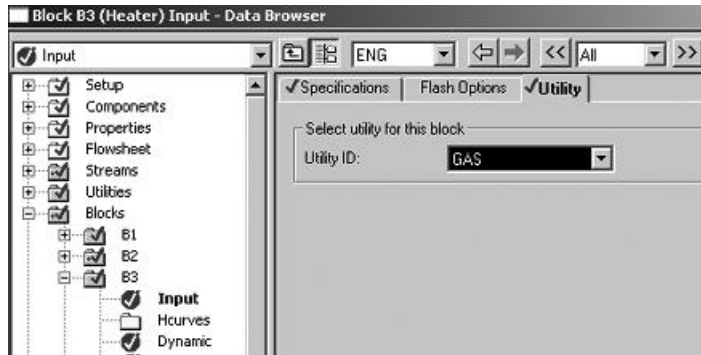 Block B3 (Heater) Input - Data Browser
Input ENG << All >>
Specifications Flash Options Utility
Setup
Components
Properties
Flowsheet
Streams
Utilities
Blocks
B1
B2
B3
Input
Hcurves
Dynamic
Select utility for this block
Utility ID: GAS